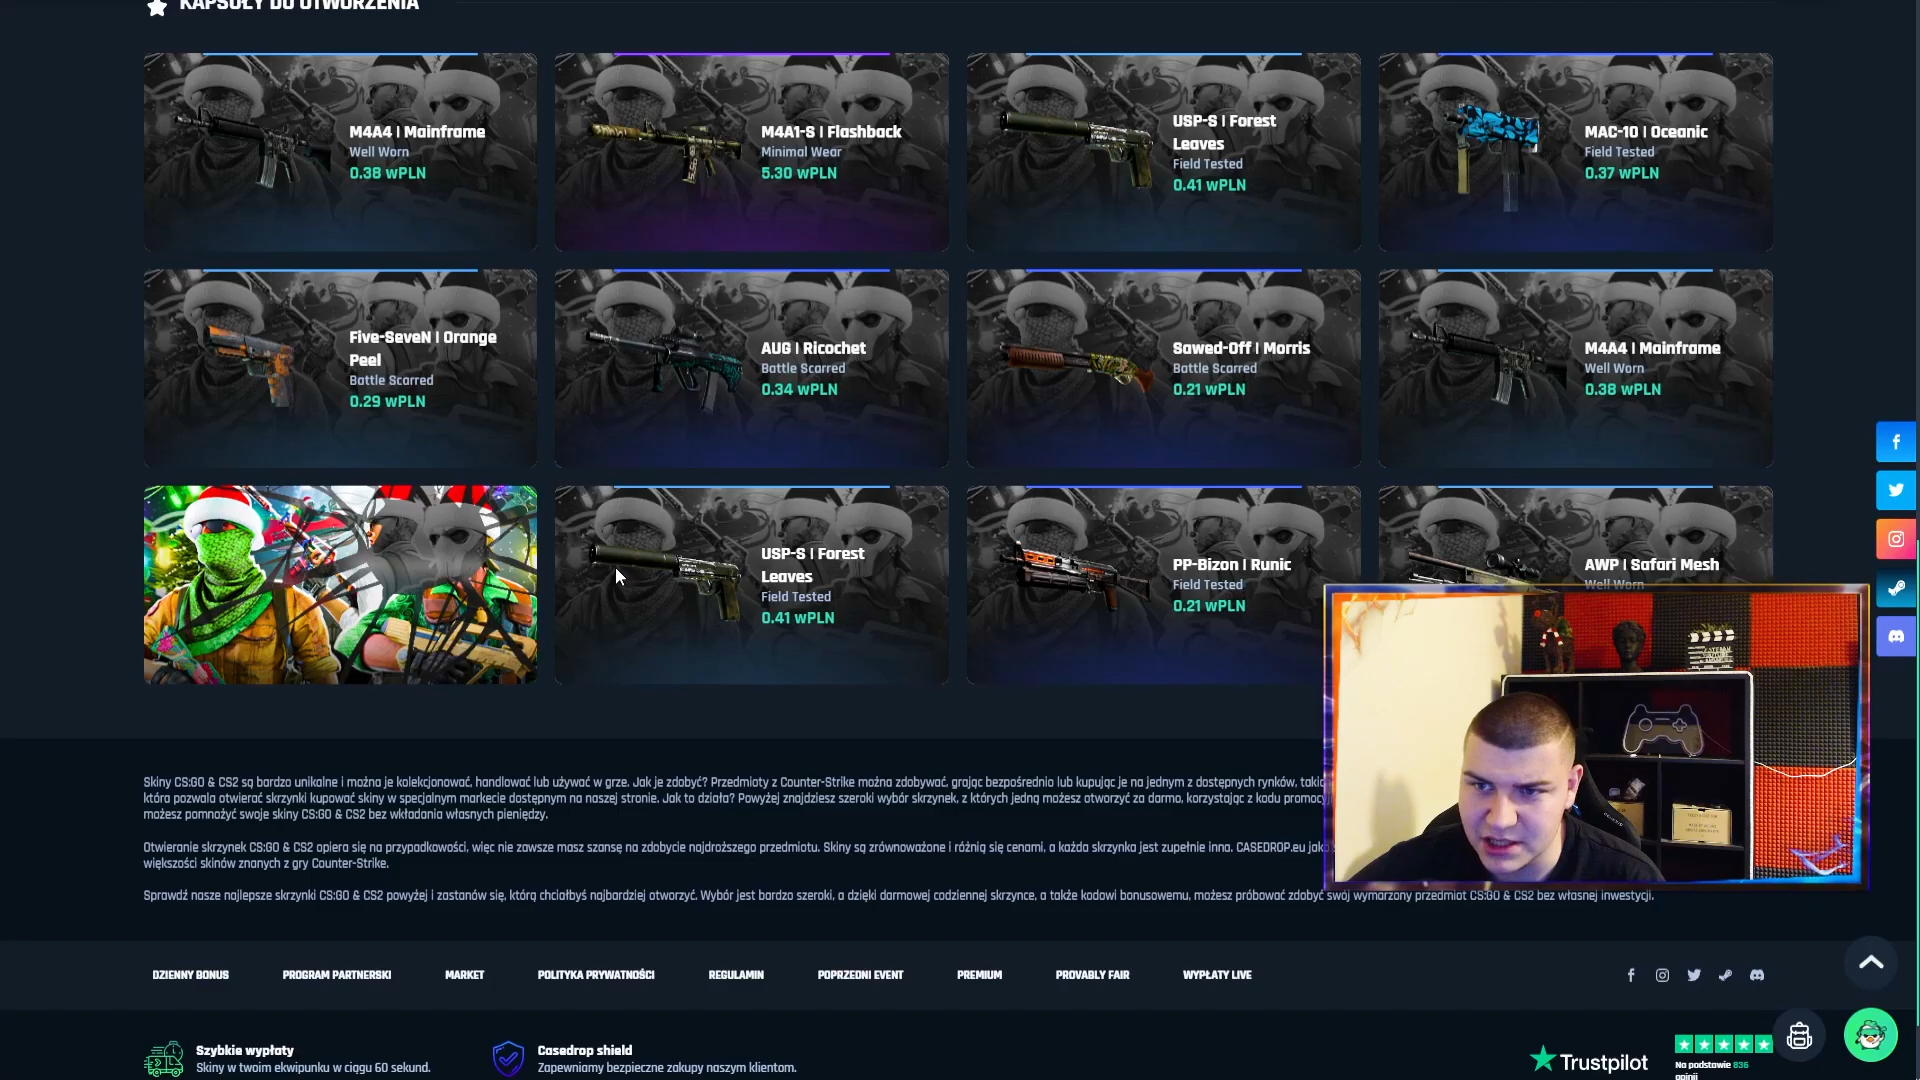 KAPSUŁY DO OTWORZENIA
M4A4 | Mainframe
Well Worn
0.38 wPLN
M4A1-S | Flashback
Minimal Wear
5.30 wPLN
USP-S | Forest
Leaves
Field Tested
0.41 wPLN
MAC-10 | Oceanic
Field Tested
0.37 wPLN
Five-SeveN | Orange
Peel
Battle Scarred
0.29 wPLN
AUG | Ricochet
Battle Scarred
0.34 wPLN
Sawed-Off | Morris
Battle Scarred
0.21 wPLN
M4A4 | Mainframe
Well Worn
0.38 wPLN
USP-S | Forest
Leaves
Field Tested
0.41 wPLN
PP-Bizon | Runic
Field Tested
0.21 wPLN
AWP | Safari Mesh
Well Worn
Skiny CS:GO & CS2 są bardzo unikalne i można je kolekcjonować, handlować lub używać w grze. Jak je zdobyć? Przedmioty z Counter-Strike można zdobywać, grając bezpośrednio lub kupując je na jednym z dostępnych rynków,
która pozwala otwierać skrzynki kupować skiny w specjalnym markecie dostępnym na naszej stronie. Jak to działa? Powyżej znajdziesz szeroki wybór skrzynek, z których jedną możesz otworzyć za darmo, korzystając z kodu
możesz pomnożyć swoje skiny CS:GO & CS2 bez wkładania własnych pieniędzy.
Otwieranie skrzynek CS:GO & CS2 opiera się na przypadkowości, więc nie zawsze masz szansę na zdobycie najdroższego przedmiotu. Skiny są zrównoważone i różnią się cenami, a każda skrzynka jest zupełnie inna. CASEDROP.eu
większości skinów znanych z gry Counter-Strike.
Sprawdź nasze najlepsze skrzynki CS:GO & CS2 powyżej i zastanów się, którą chciałbyś najbardziej otworzyć. Wybór jest bardzo szeroki, a dzięki darmowej codziennej skrzynce, a także kodowi bonusowemu, możesz próbować zdobyć swój wymarzony przedmiot CS:GO & CS2 bez własnej inwestycji.
DZIENNY BONUS
PROGRAM PARTNERSKI
MARKET
POLITYKA PRYWATNOŚCI
REGULAMIN
POPRZEDNI EVENT
PREMIUM
PROVABLY FAIR
WYPŁATY LIVE
Szybkie wypłaty
Skiny w twoim ekwipunku w ciągu 60 sekund.
Casedrop shield
Zapewniamy bezpieczne zakupy naszym klientom.
Trustpilot
Na podstawie 836
opinii